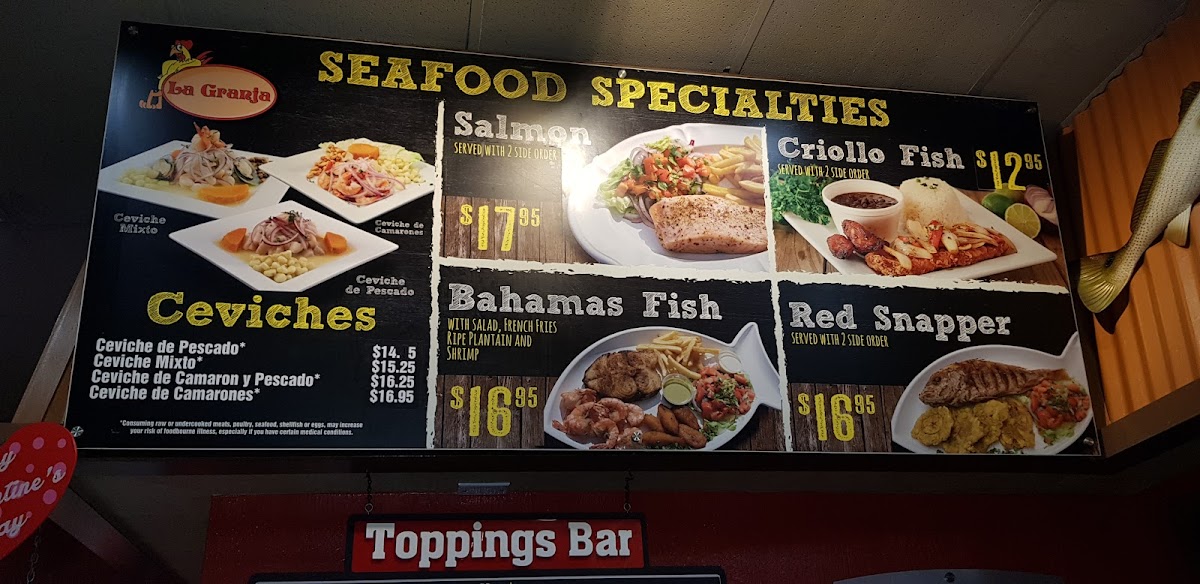 La Granja
SEAFOOD SPECIALTIES
Ceviche
Mixto
Ceviche de
Camarones
Ceviche
de Pescado
Ceviches
Ceviche de Pescado* $14. 5
Ceviche Mixto* $15.25
Ceviche de Camaron y Pescado* $16.25
Ceviche de Camarones* $16.95
*Consuming raw or undercooked meats, poultry, seafood, shellfish or eggs, may increase
your risk of foodbourne illness, especially if you have certain medical conditions.
Salmon
SERVED WITH 2 SIDE ORDER
$17.95
Criollo Fish $12.95
SERVED WITH 2 SIDE ORDER
Bahamas Fish
WITH SALAD, FRENCH FRIES
RIPE PLANTAIN AND
SHRIMP
$16.95
Red Snapper
SERVED WITH 2 SIDE ORDER
$16.95
Toppings Bar